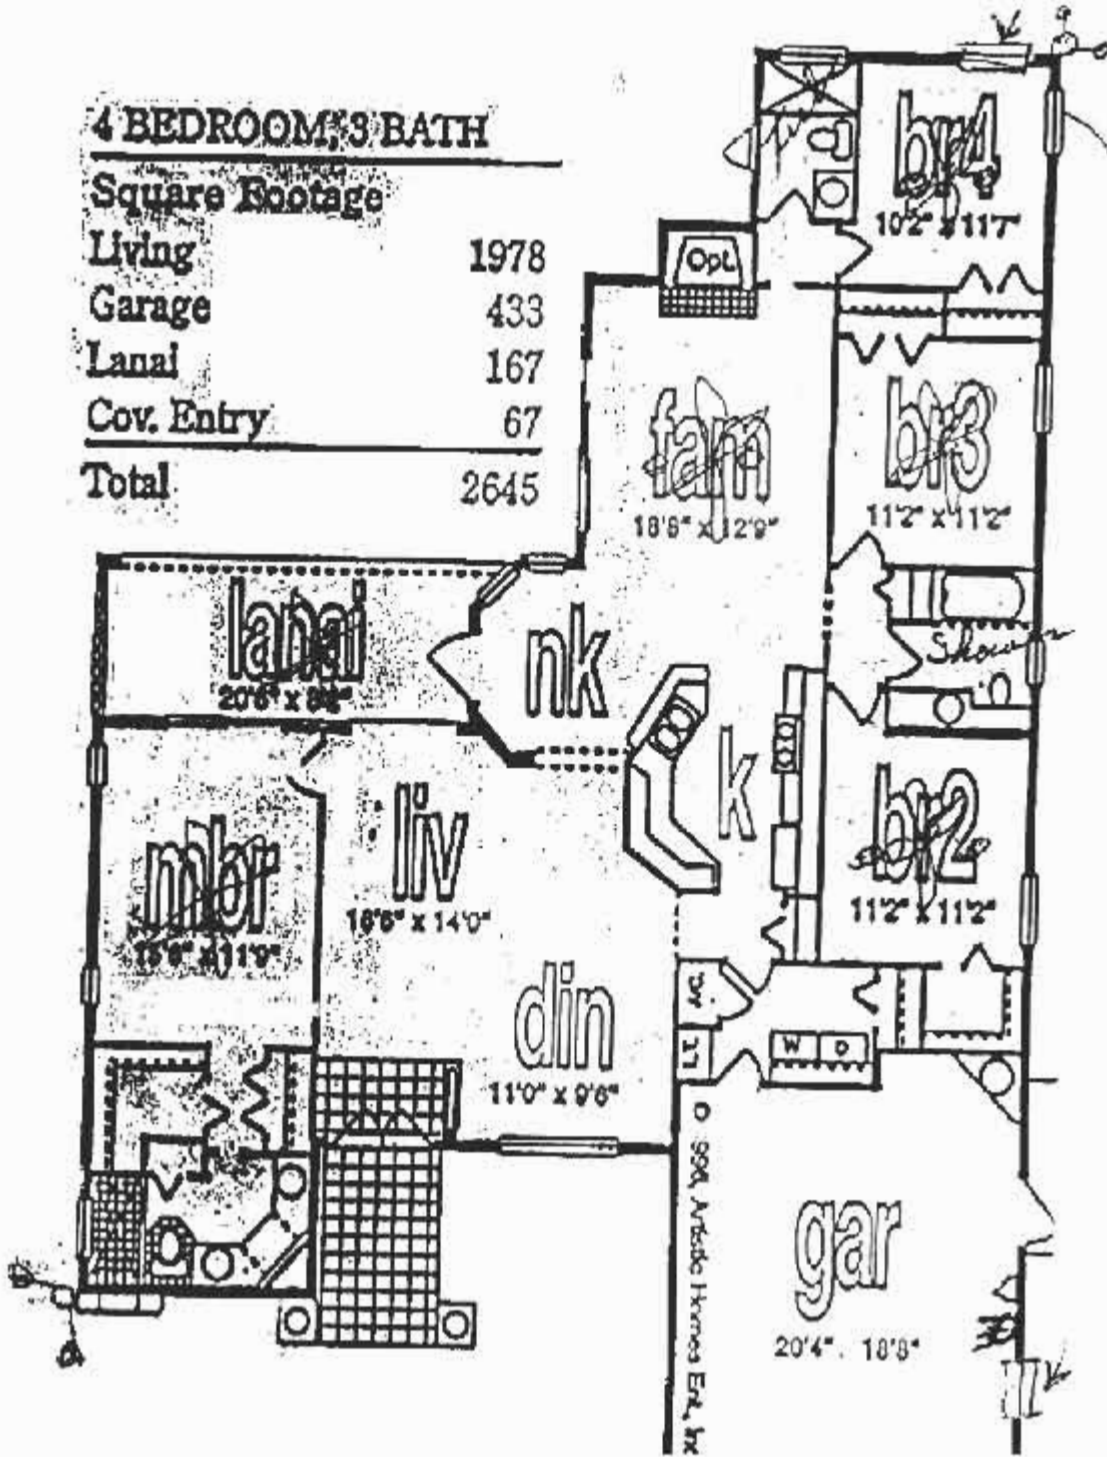 4 BEDROOM, 3 BATH
Square Footage
Living 1978
Garage 433
Lanai 167
Cov. Entry 67
Total 2645
Opt.
br4
10'2" x 11'7"
fam
18'8" x 12'9"
br3
11'2" x 11'2"
lanai
nk
Shower
k
mbr
liv
18'6" x 14'0"
br2
11'2" x 11'2"
din
11'0" x 9'6"
W D
Artistic Homes Ent., Inc
gar
20'4" . 18'8"